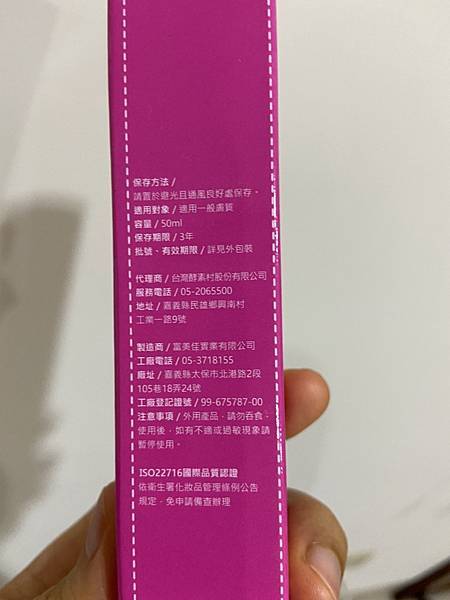 保存方法 /
請置於避光且通風良好處保存。
適用對象 / 適用一般膚質
容量 / 50ml
保存期限 / 3年
批號、有效期限 / 詳見外包裝
代理商 / 台灣酵素村股份有限公司
服務電話 / 05-2065500
地址 / 嘉義縣民雄鄉興南村
工業一路9號
製造商 / 富美佳實業有限公司
工廠電話 / 05-3718155
廠址 / 嘉義縣太保市北港路2段
105巷18弄24號
工廠登記證號 / 99-675787-00
注意事項 / 外用產品，請勿吞食；
使用後，如有不適或過敏現象請
暫停使用。
ISO22716國際品質認證
依衛生署化妝品管理條例公告
規定，免申請備查辦理